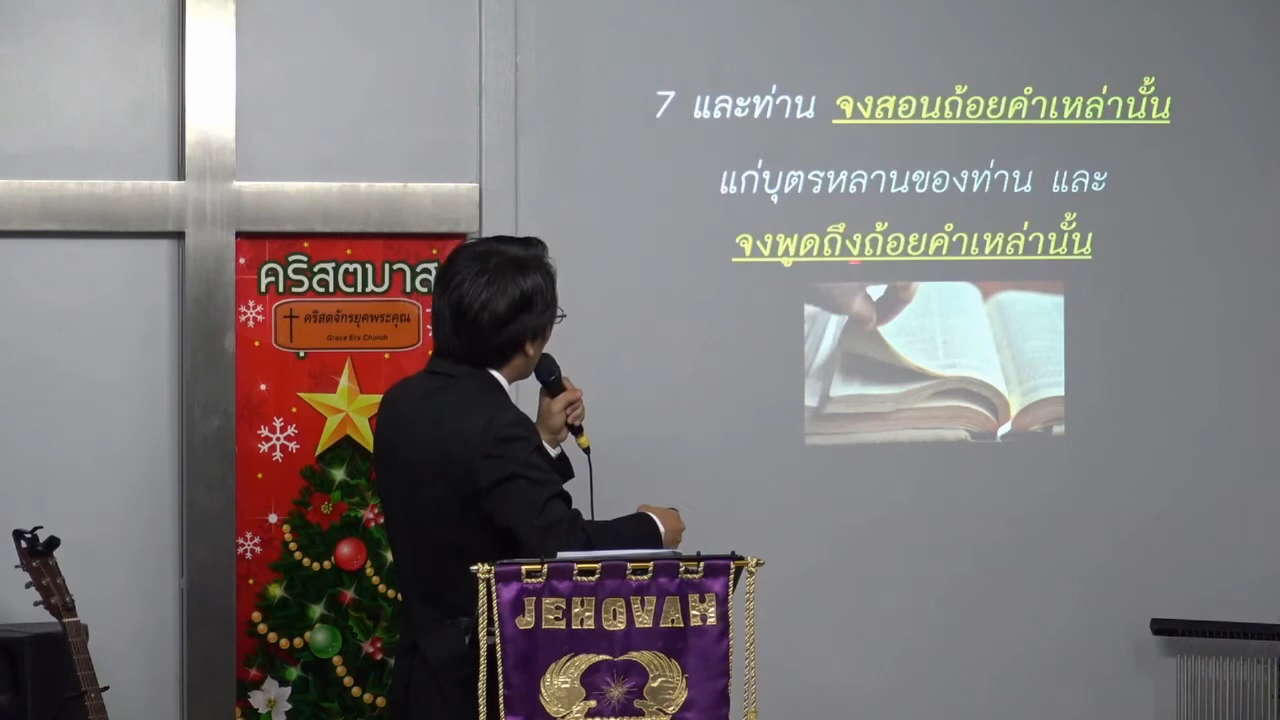 7 และท่าน จงสอนถ้อยคำเหล่านั้น
แก่บุตรหลานของท่าน และ
จงพูดถึงถ้อยคำเหล่านั้น
คริสตมาส
คริสตจักรยุคพระคุณ
Grace Era Church
JEHOVAH